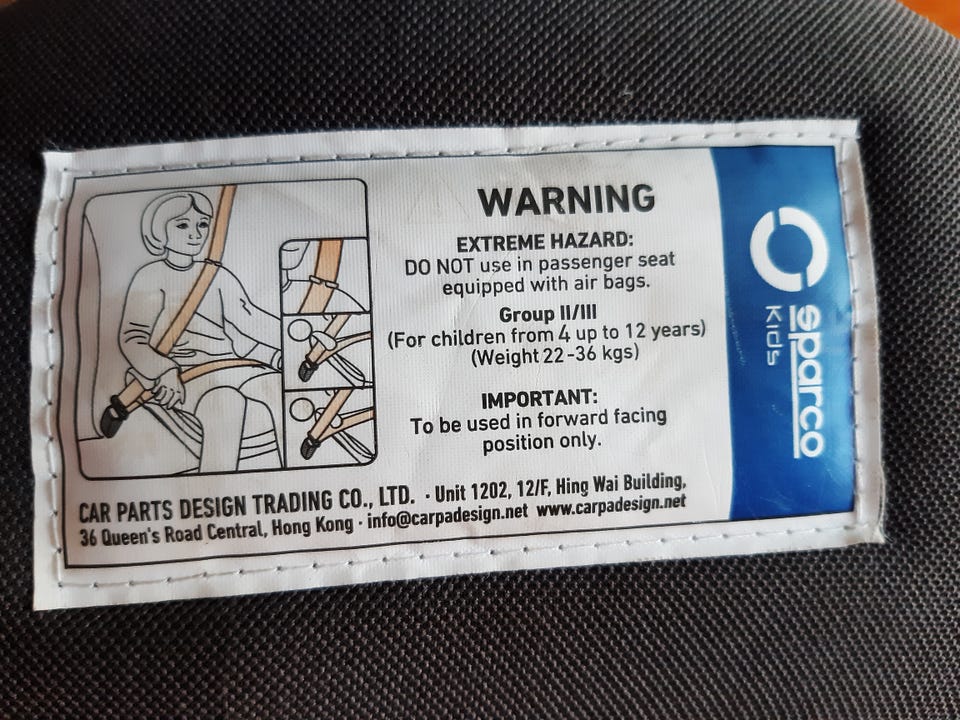 WARNING
EXTREME HAZARD:
DO NOT use in passenger seat
equipped with air bags.
Group II/III
(For children from 4 up to 12 years)
(Weight 22-36 kgs)
IMPORTANT:
To be used in forward facing
position only.
CAR PARTS DESIGN TRADING CO., LTD. · Unit 1202, 12/F, Hing Wai Building,
36 Queen's Road Central, Hong Kong · info@carpadesign.net www.carpadesign.net
sparco
Kids